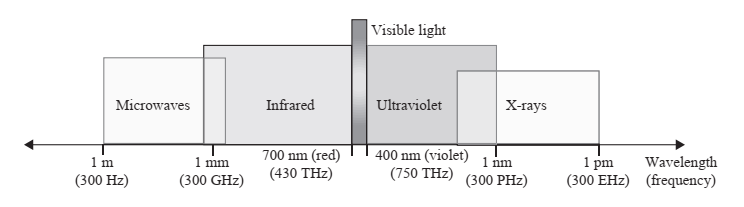 Visible light
Microwaves
Infrared
Ultraviolet
X-rays
1 m
(300 Hz)
1 mm
(300 GHz)
700 nm (red)
(430 THz)
400 nm (violet)
(750 THz)
1 nm
(300 PHz)
1 pm
(300 EHz)
Wavelength
(frequency)